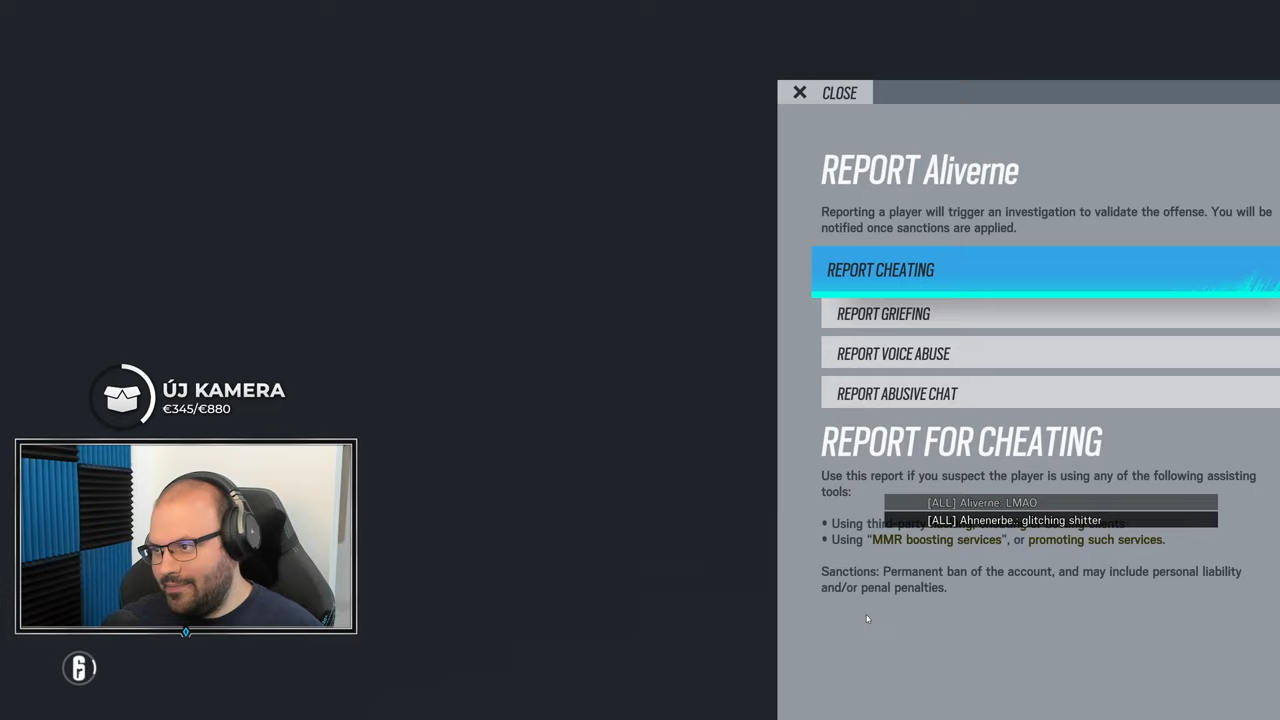 CLOSE
REPORT Aliverne
Reporting a player will trigger an investigation to validate the offense. You will be
notified once sanctions are applied.
REPORT CHEATING
REPORT GRIEFING
REPORT VOICE ABUSE
REPORT ABUSIVE CHAT
REPORT FOR CHEATING
Use this report if you suspect the player is using any of the following assisting
tools:
[ALL] Aliverne: LMAO
• Using third-party
[ALL] Ahnenerbe.: glitching shitter
• Using "MMR boosting services", or promoting such services.
Sanctions: Permanent ban of the account, and may include personal liability
and/or penal penalties.
ÚJ KAMERA
€345/€880
6